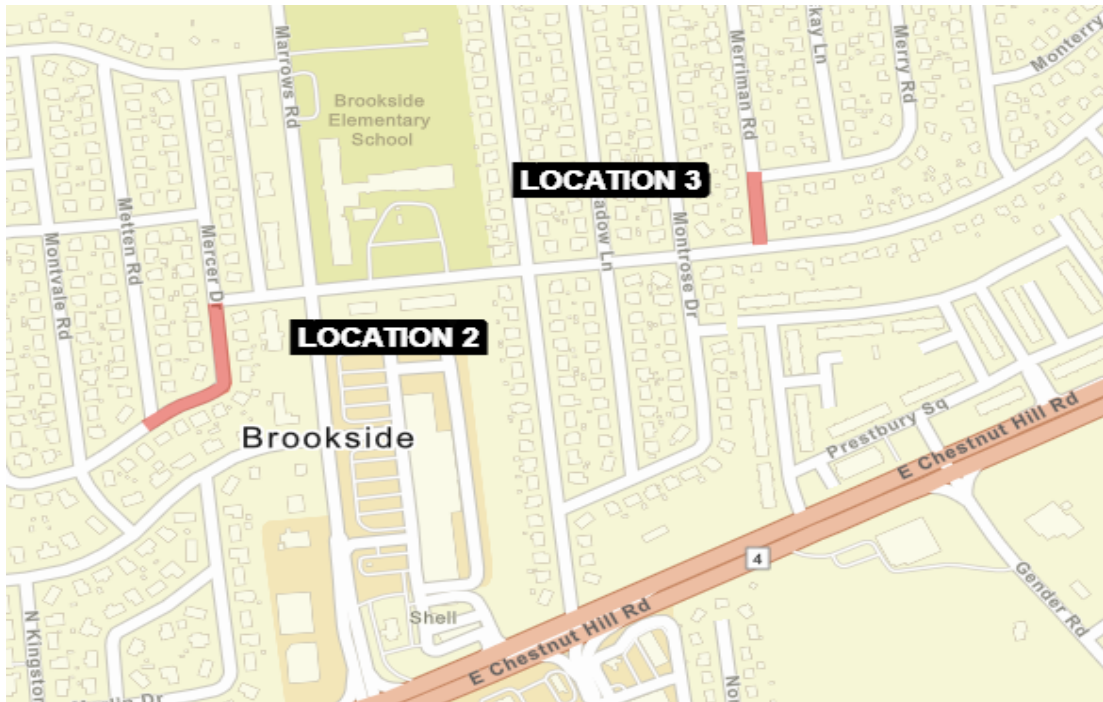 Marrows Rd
Brookside
Elementary
School
Merriman Rd
kay Ln
Merry Rd
Monterry
LOCATION 3
Montvale Rd
Metten Rd
Mercer D
adow Ln
Montrose Dr
LOCATION 2
Brookside
Prestbury Sq
E Chestnut Hill Rd
4
Gender Rd
Shell
E Chestnut Hill Rd
N Kingston
No